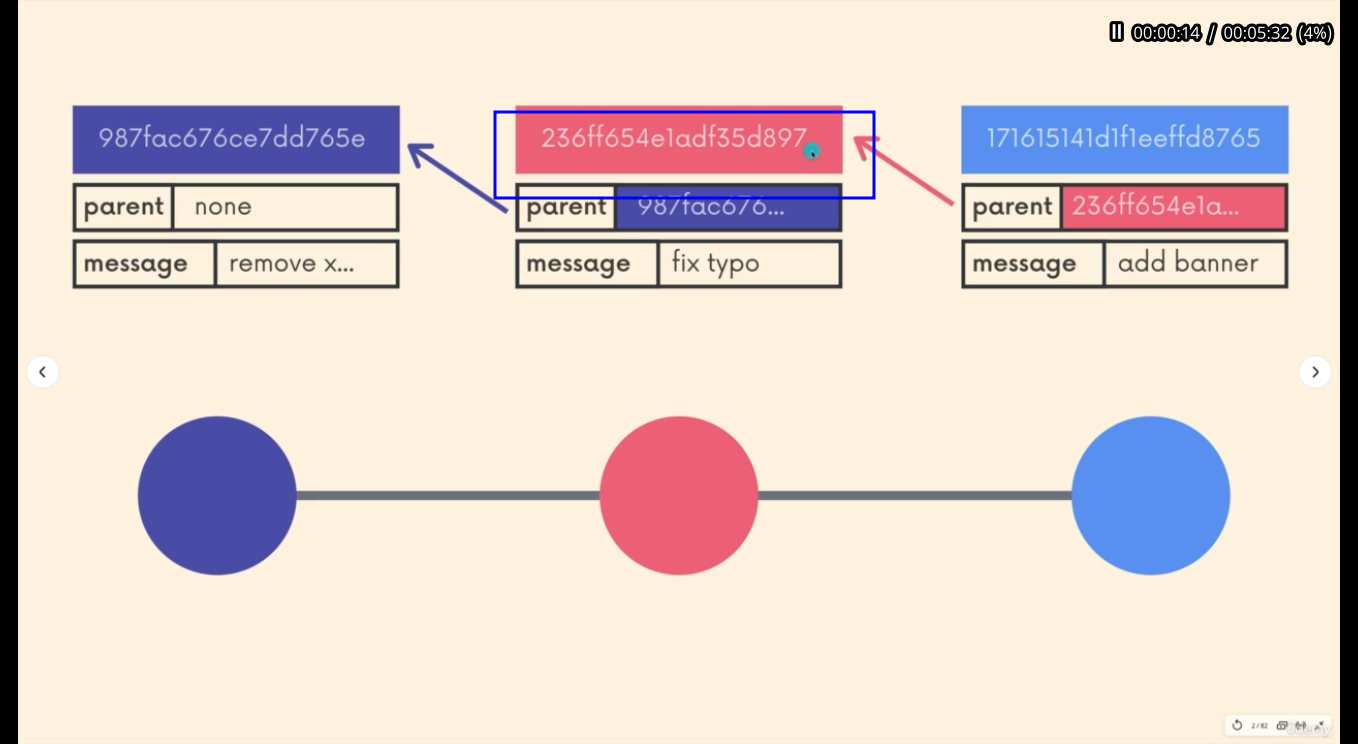 00:00:14 / 00:05:32 (4%)
987fac676ce7dd765e
236ff654e1adf35d897
171615141d1f1eeffd8765
parent none
parent 987fac676...
parent 236ff654e1a...
message remove x...
message fix typo
message add banner
2 / 82